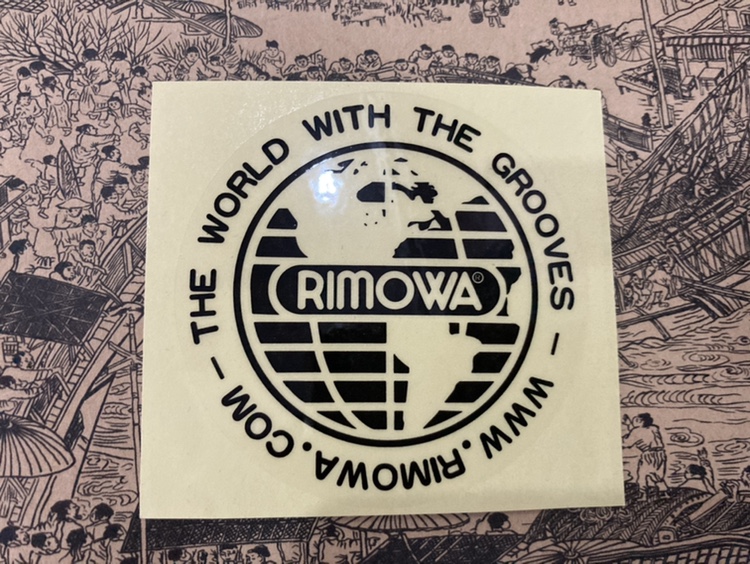 THE WORLD WITH THE GROOVES
RIMOWA
— WWW.RIMOWA.COM —